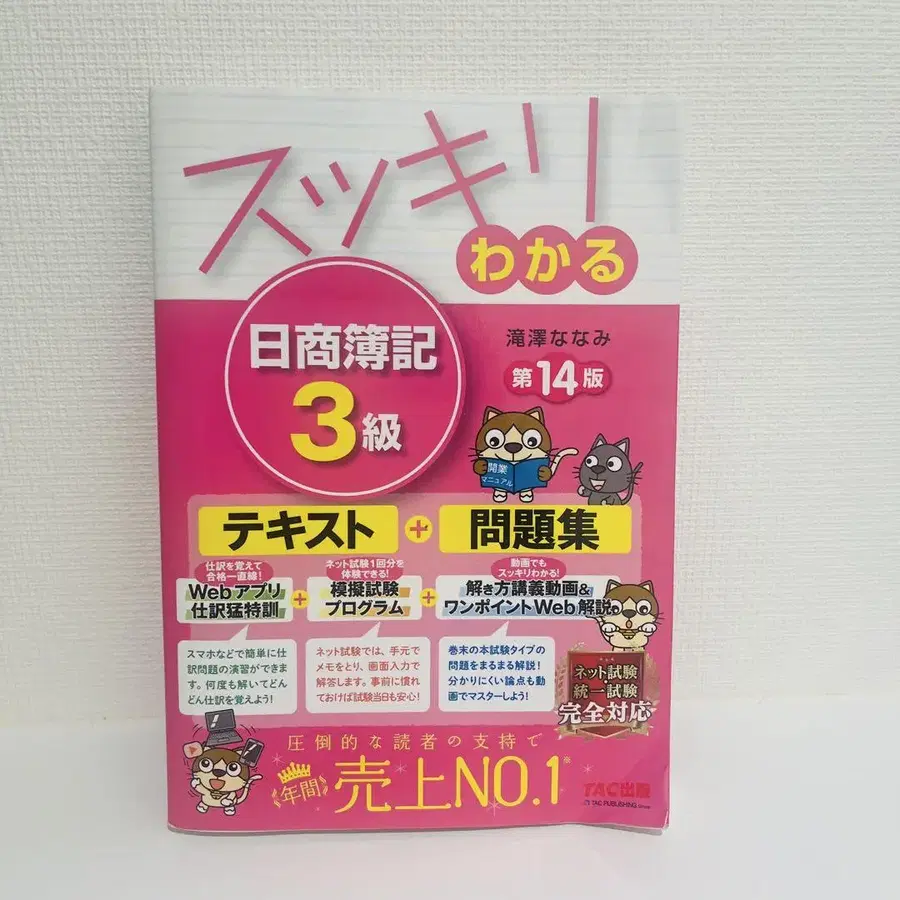 スッキリ
わかる
日商簿記
3級
滝澤ななみ
第14版
開業
マニュアル
テキスト + 問題集
仕訳を覚えて
合格一直線!
Webアプリ
仕訳猛特訓
+
ネット試験1回分を
体験できる!
模擬試験
プログラム
+
動画でも
スッキリわかる!
解き方講義動画&
ワンポイントWeb解説
スマホなどで簡単に仕
訳問題の演習ができま
す。何度も解いてどん
どん仕訳を覚えよう!
ネット試験では、手元で
メモをとり、画面入力で
解答します。事前に慣れ
ておけば試験当日も安心!
巻末の本試験タイプの
問題をまるまる解説!
分かりにくい論点も動
画でマスターしよう!
ネット試験・
統一試験
完全対応
圧倒的な読者の支持で
年間
売上NO.1※
TAC出版
TAC PUBLISHING Group